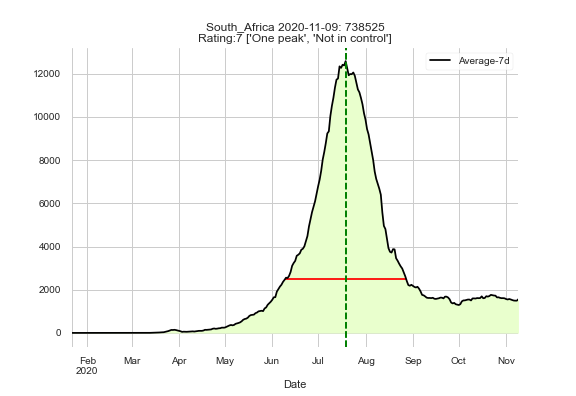 South_Africa 2020-11-09: 738525
Rating:7 ['One peak', 'Not in control']
Average-7d
12000
10000
8000
6000
4000
2000
0
Feb Mar Apr May Jun Jul Aug Sep Oct Nov
2020
Date